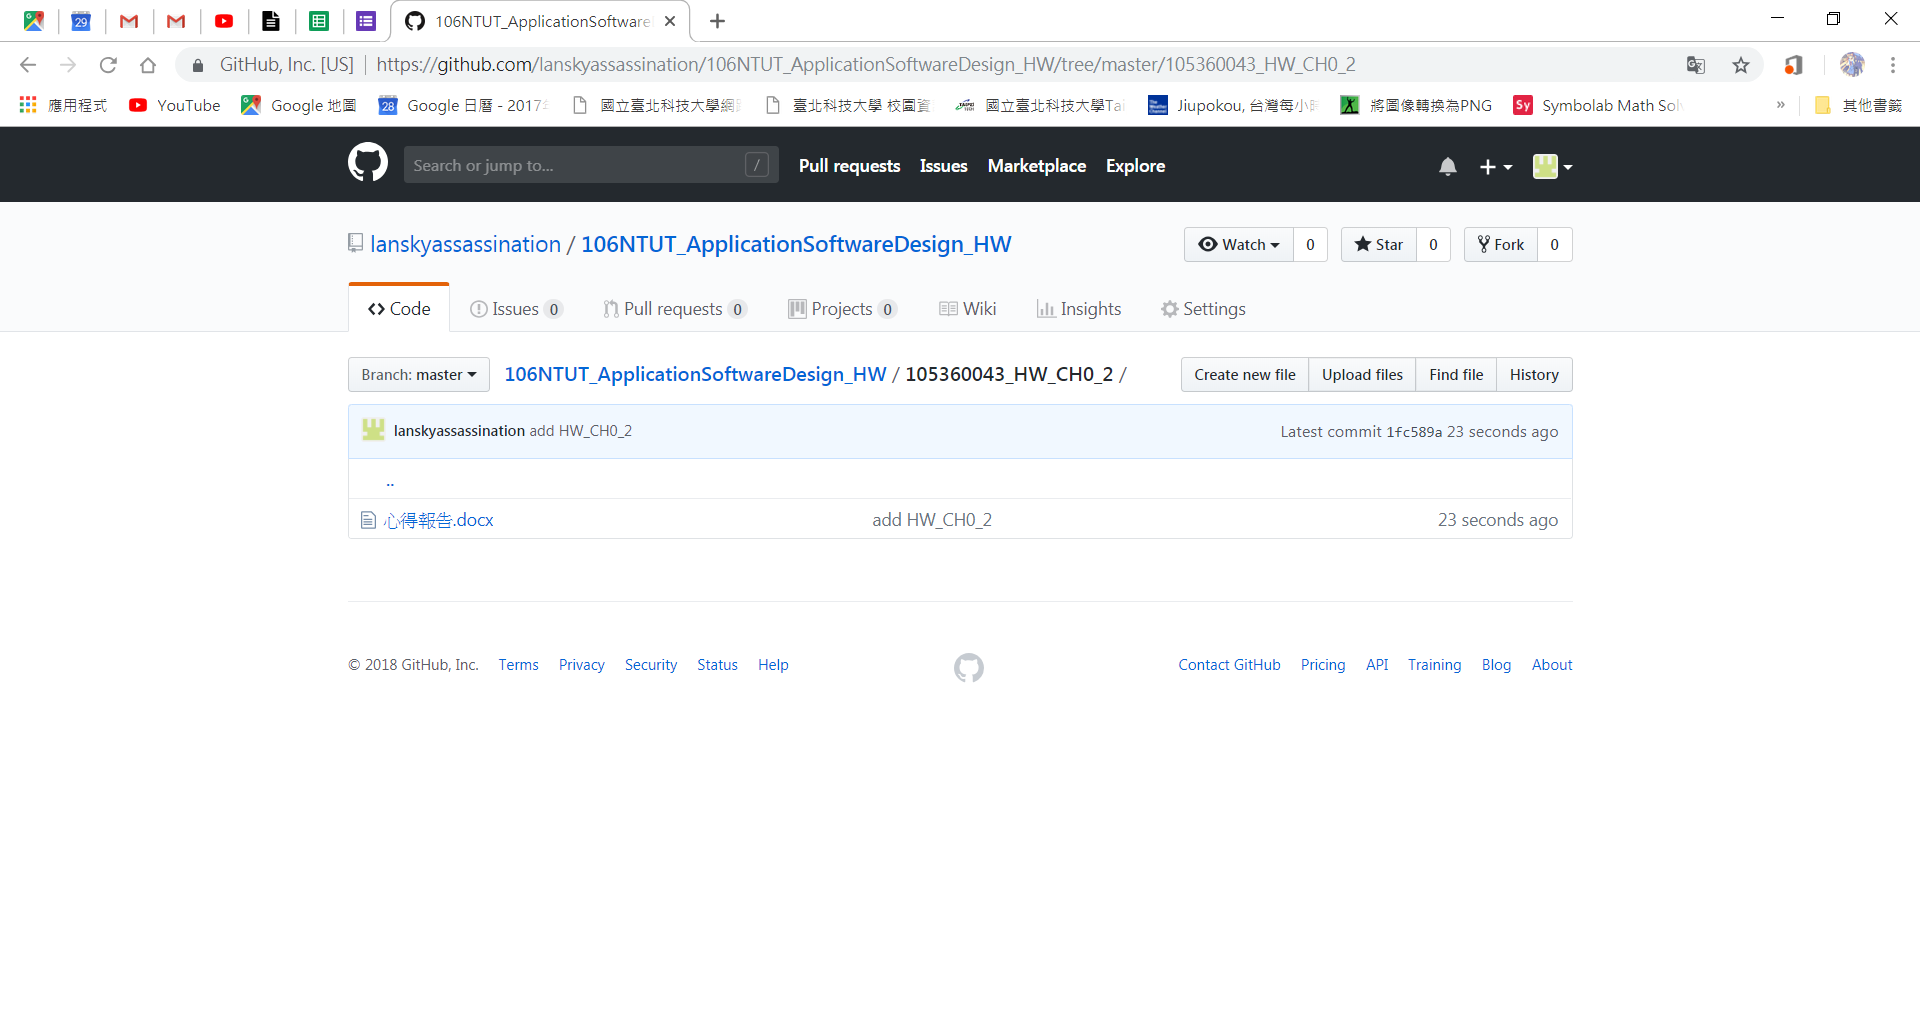 29
106NTUT_ApplicationSoftware
GitHub, Inc. [US] | https://github.com/lanskyassassination/106NTUT_ApplicationSoftwareDesign_HW/tree/master/105360043_HW_CH0_2
應用程式 YouTube Google 地圖 28 Google 日曆 - 2017 國立臺北科技大學網 臺北科技大學 校園資 國立臺北科技大學Tai Jiupokou, 台灣每小時 將圖像轉換為PNG Sy Symbolab Math Sol » 其他書籤
Search or jump to... / Pull requests Issues Marketplace Explore
lanskyassassination / 106NTUT_ApplicationSoftwareDesign_HW Watch 0 Star 0 Fork 0
Code Issues 0 Pull requests 0 Projects 0 Wiki Insights Settings
Branch: master 106NTUT_ApplicationSoftwareDesign_HW / 105360043_HW_CH0_2 / Create new file Upload files Find file History
lanskyassassination add HW_CH0_2 Latest commit 1fc589a 23 seconds ago
..
心得報告.docx add HW_CH0_2 23 seconds ago
© 2018 GitHub, Inc. Terms Privacy Security Status Help Contact GitHub Pricing API Training Blog About